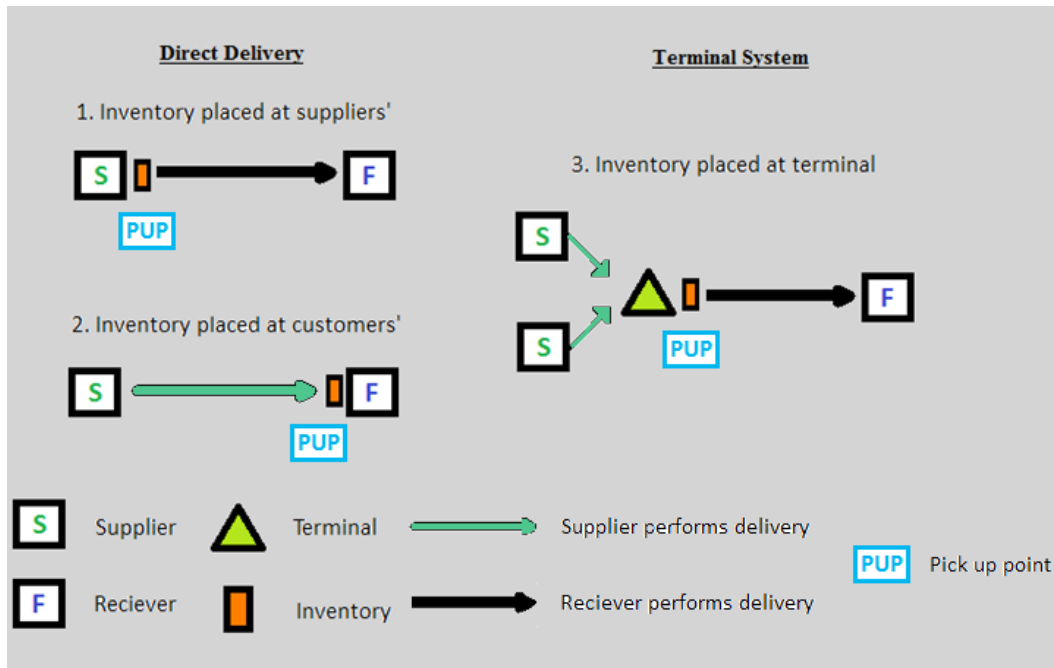 Direct Delivery
Terminal System
1. Inventory placed at suppliers'
S
F
PUP
3. Inventory placed at terminal
S
S
F
PUP
2. Inventory placed at customers'
S
F
PUP
S Supplier
Terminal
Supplier performs delivery
PUP Pick up point
F Reciever
Inventory
Reciever performs delivery